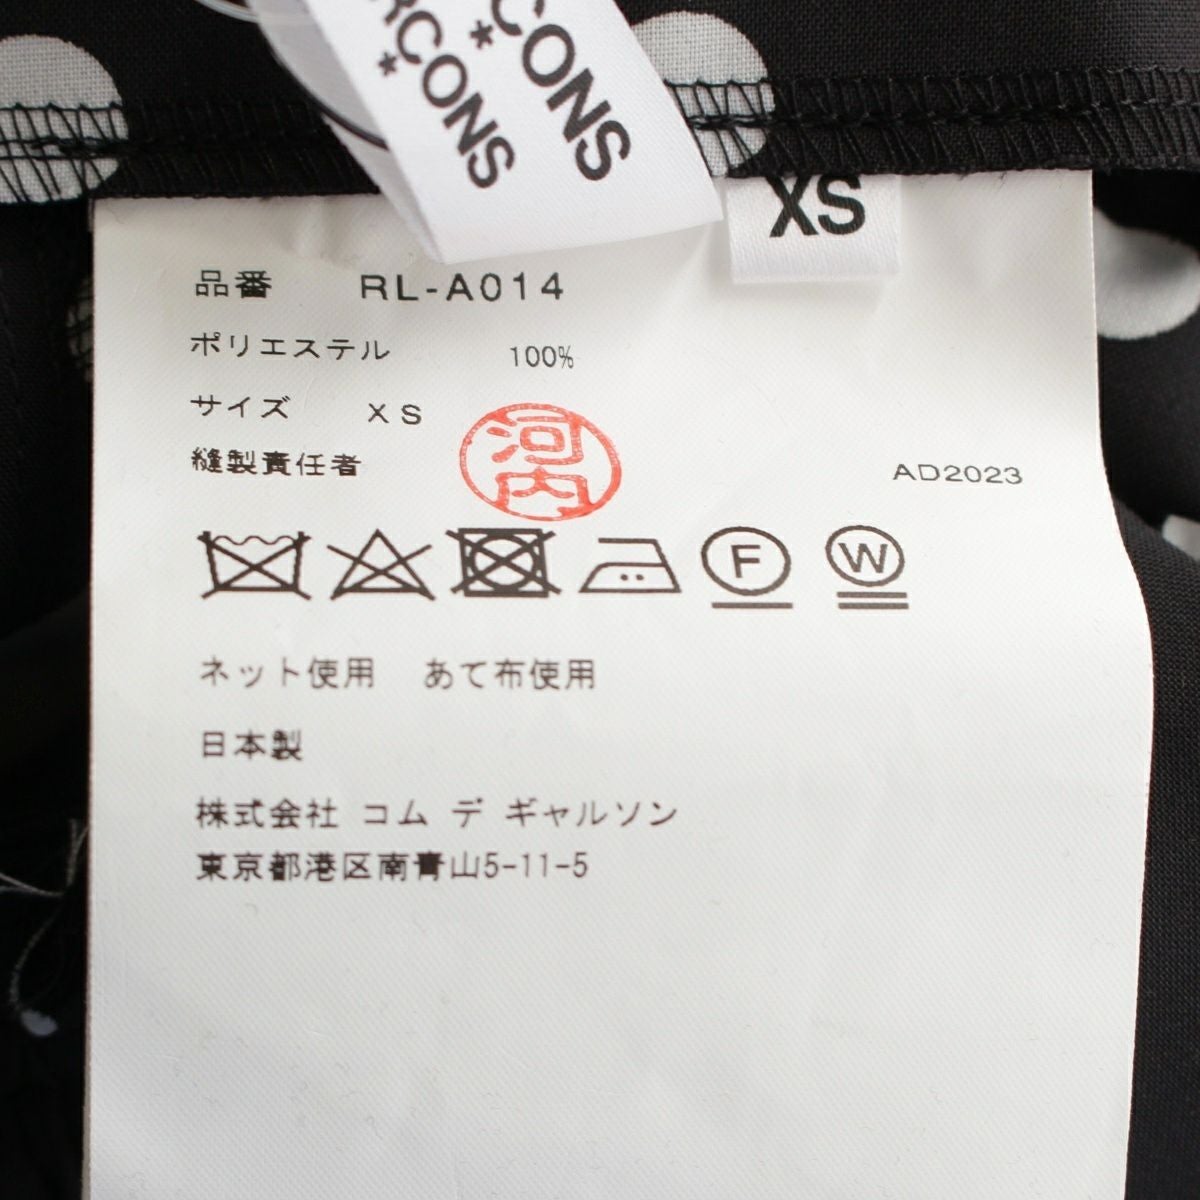 ÇONS
RÇONS
XS
品番 RL-A014
ポリエステル 100%
サイズ XS
縫製責任者 河内
AD2023
F W
ネット使用 あて布使用
日本製
株式会社 コム デ ギャルソン
東京都港区南青山5-11-5